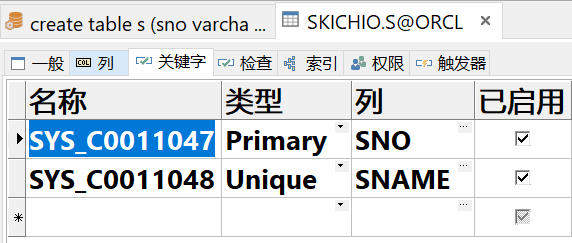 create table s (sno varcha ... SKICHIO.S@ORCL
一般 COL 列 关键字 检查 索引 权限 触发器
名称 类型 列 已启用
SYS_C0011047 Primary SNO ...
SYS_C0011048 Unique SNAME ...
...